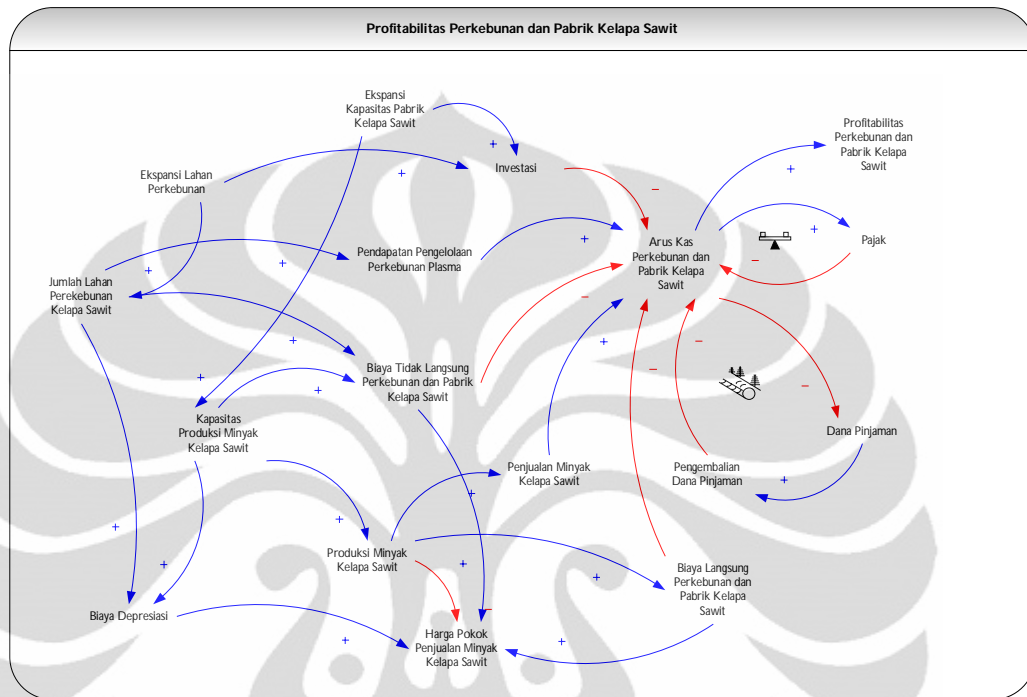 Profitabilitas Perkebunan dan Pabrik Kelapa Sawit
Ekspansi
Kapasitas Pabrik
Kelapa Sawit
Profitabilitas
Perkebunan dan
Pabrik Kelapa
Sawit
+
Investasi
+
+
Ekspansi Lahan
Perkebunan
–
Pajak
+
Arus Kas
Perkebunan dan
Pabrik Kelapa
Sawit
+
Pendapatan Pengelolaan
Perkebunan Plasma
–
+
+
Jumlah Lahan
Perekebunan
Kelapa Sawit
–
+
+
–
Biaya Tidak Langsung
Perkebunan dan Pabrik
Kelapa Sawit
–
+
+
–
Kapasitas
Produksi Minyak
Kelapa Sawit
Dana Pinjaman
Penjualan Minyak
Kelapa Sawit
Pengembalian
Dana Pinjaman
+
+
+
+
Produksi Minyak
Kelapa Sawit
+
+
+
Biaya Langsung
Perkebunan dan
Pabrik Kelapa
Sawit
Biaya Depresiasi
–
+
+
Harga Pokok
Penjualan Minyak
Kelapa Sawit